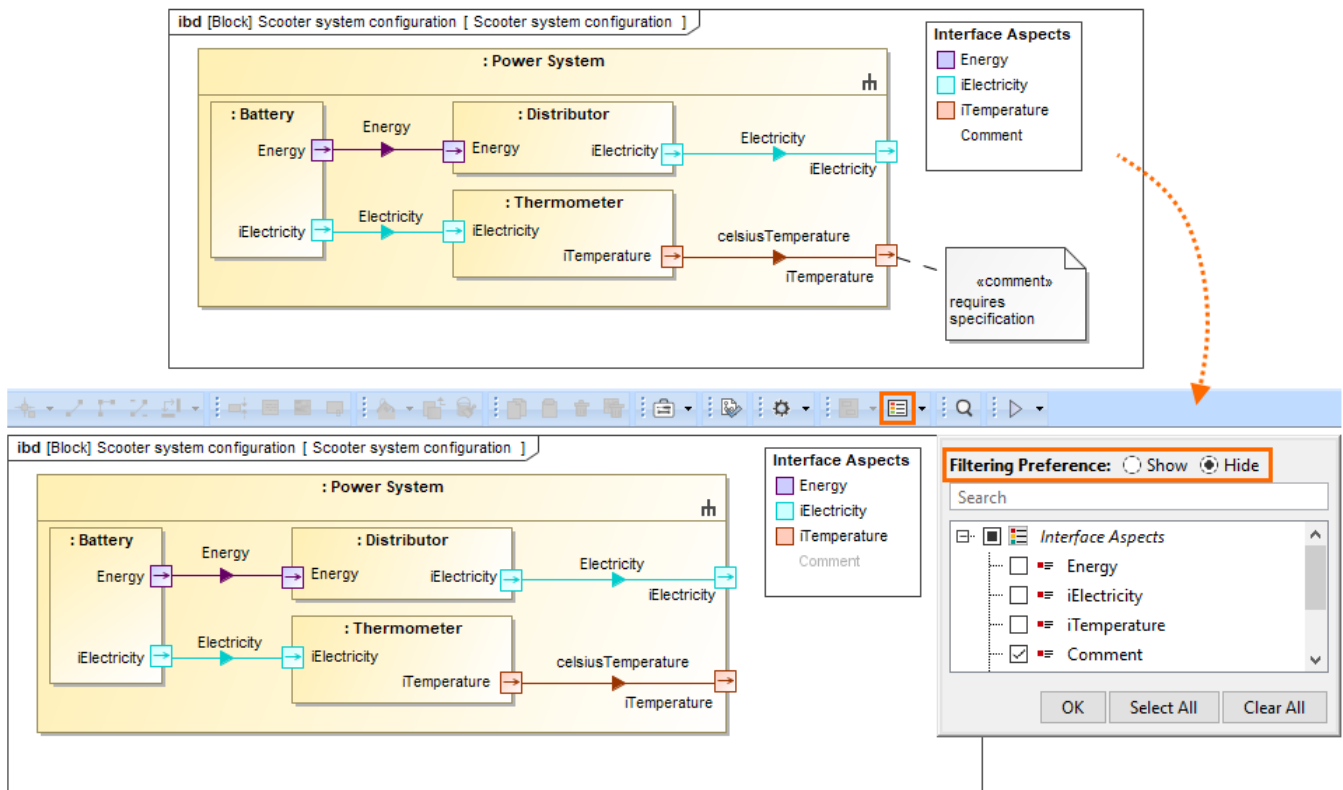 ibd [Block] Scooter system configuration [ Scooter system configuration ]
Interface Aspects
Energy
iElectricity
iTemperature
Comment
: Power System
: Battery
Energy
iElectricity
Energy
Electricity
: Distributor
Energy
iElectricity
Electricity
iElectricity
: Thermometer
iElectricity
iTemperature
celsiusTemperature
iTemperature
«comment»
requires
specification
ibd [Block] Scooter system configuration [ Scooter system configuration ]
Interface Aspects
Energy
iElectricity
iTemperature
Comment
: Power System
: Battery
Energy
iElectricity
Energy
Electricity
: Distributor
Energy
iElectricity
Electricity
iElectricity
: Thermometer
iElectricity
iTemperature
celsiusTemperature
iTemperature
Filtering Preference: Show Hide
Search
Interface Aspects
Energy
iElectricity
iTemperature
Comment
OK Select All Clear All